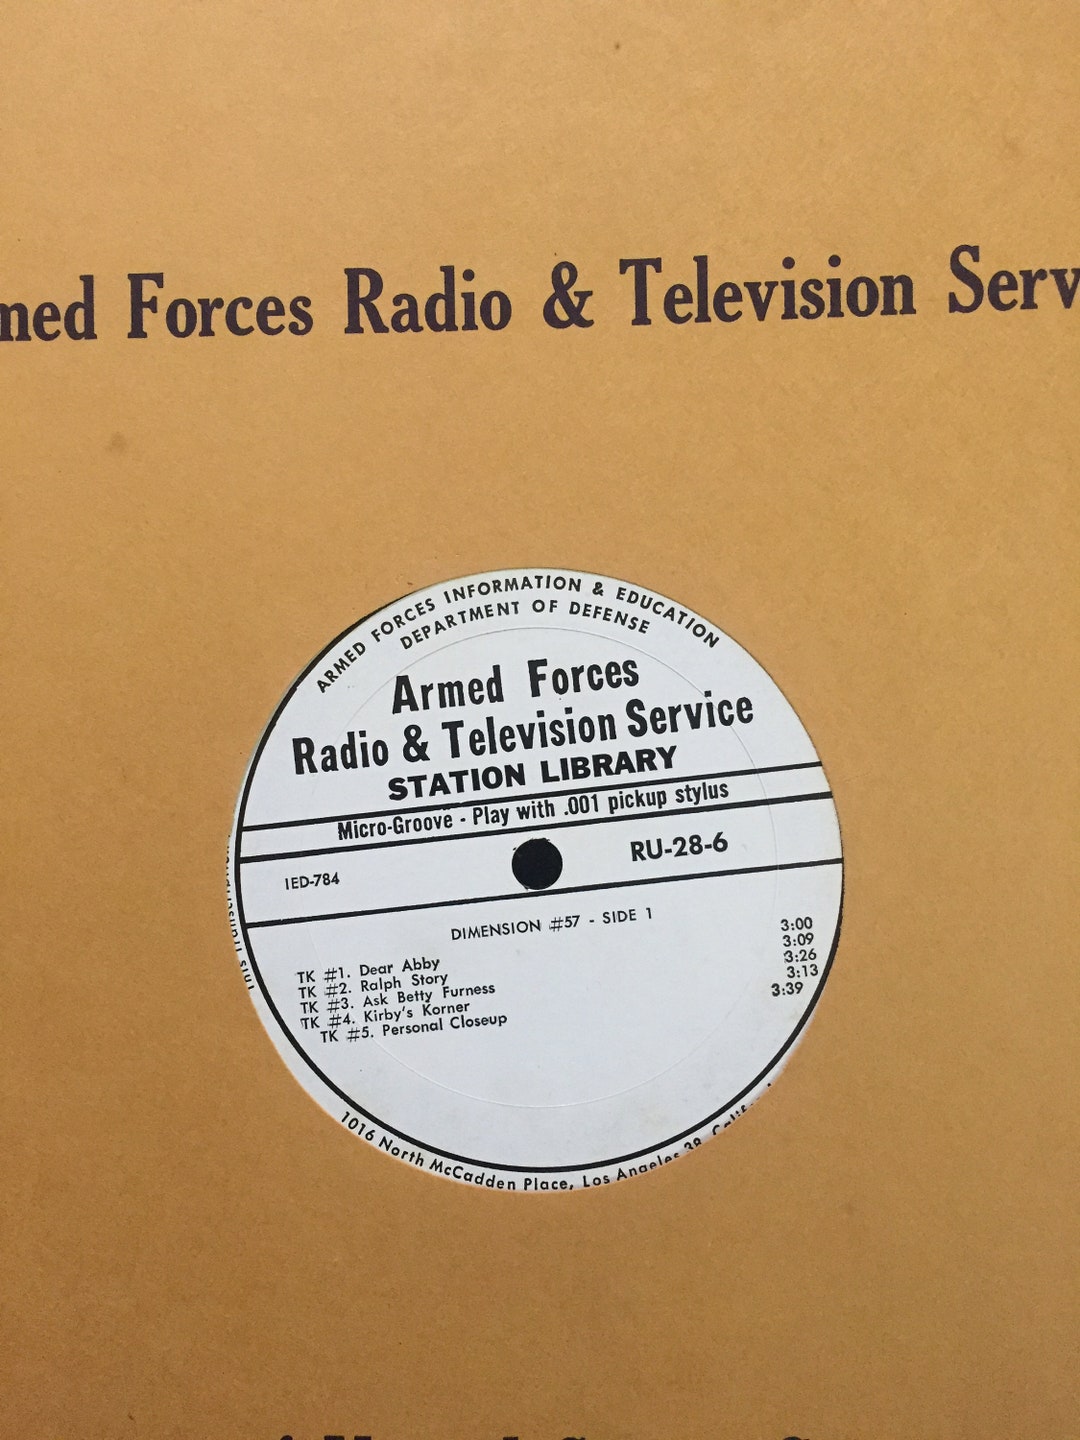 med Forces Radio & Television Serv
ARMED FORCES INFORMATION & EDUCATION
DEPARTMENT OF DEFENSE
Armed Forces
Radio & Television Service
STATION LIBRARY
Micro-Groove - Play with .001 pickup stylus
RU-28-6
IED-784
DIMENSION #57 - SIDE 1
TK #1. Dear Abby 3:00
TK #2. Ralph Story 3:09
TK #3. Ask Betty Furness 3:26
TK #4. Kirby's Korner 3:13
TK #5. Personal Closeup 3:39
1016 North McCadden Place, Los Angeles 38, Calif.